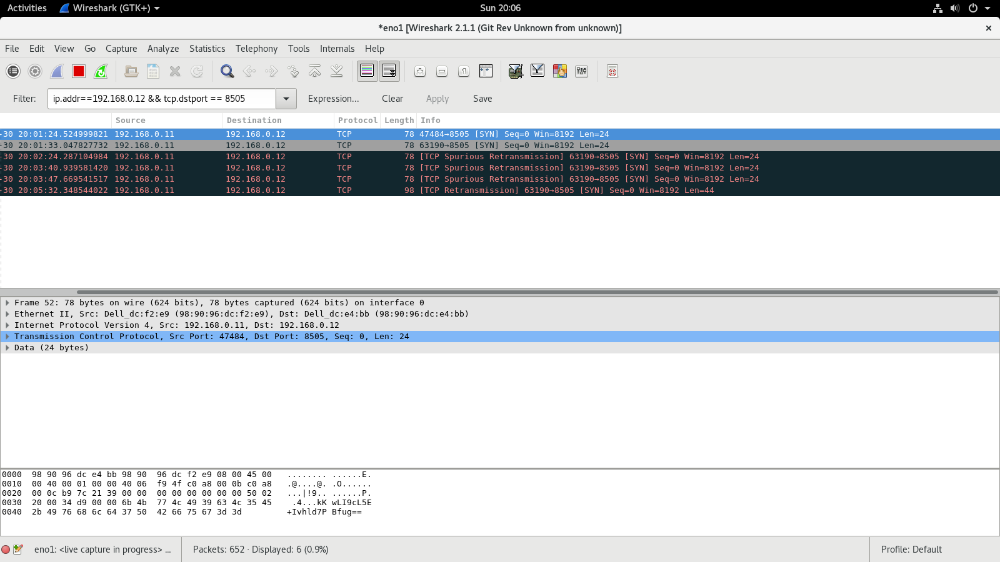 Activities Wireshark (GTK+) Sun 20:06
*eno1 [Wireshark 2.1.1 (Git Rev Unknown from unknown)]
File Edit View Go Capture Analyze Statistics Telephony Tools Internals Help
Filter: ip.addr==192.168.0.12 && tcp.dstport == 8505 Expression... Clear Apply Save
Source Destination Protocol Length Info
-30 20:01:24.524999821 192.168.0.11 192.168.0.12 TCP 78 47484→8505 [SYN] Seq=0 Win=8192 Len=24
-30 20:01:33.047827732 192.168.0.11 192.168.0.12 TCP 78 63190→8505 [SYN] Seq=0 Win=8192 Len=24
-30 20:02:24.287104984 192.168.0.11 192.168.0.12 TCP 78 [TCP Spurious Retransmission] 63190→8505 [SYN] Seq=0 Win=8192 Len=24
-30 20:03:40.939581420 192.168.0.11 192.168.0.12 TCP 78 [TCP Spurious Retransmission] 63190→8505 [SYN] Seq=0 Win=8192 Len=24
-30 20:03:47.669541517 192.168.0.11 192.168.0.12 TCP 78 [TCP Spurious Retransmission] 63190→8505 [SYN] Seq=0 Win=8192 Len=24
-30 20:05:32.348544022 192.168.0.11 192.168.0.12 TCP 98 [TCP Retransmission] 63190→8505 [SYN] Seq=0 Win=8192 Len=44
Frame 52: 78 bytes on wire (624 bits), 78 bytes captured (624 bits) on interface 0
Ethernet II, Src: Dell_dc:f2:e9 (98:90:96:dc:f2:e9), Dst: Dell_dc:e4:bb (98:90:96:dc:e4:bb)
Internet Protocol Version 4, Src: 192.168.0.11, Dst: 192.168.0.12
Transmission Control Protocol, Src Port: 47484, Dst Port: 8505, Seq: 0, Len: 24
Data (24 bytes)
0000 98 90 96 dc e4 bb 98 90 96 dc f2 e9 08 00 45 00 ........ ......E.
0010 00 40 00 01 00 00 40 06 f9 4f c0 a8 00 0b c0 a8 .@....@. .O......
0020 00 0c b9 7c 21 39 00 00 00 00 00 00 00 00 50 02 ...|!9.. ......P.
0030 20 00 34 d9 00 00 6b 4b 77 4c 49 39 63 4c 35 45 .4...kK wLI9cL5E
0040 2b 49 76 68 6c 64 37 50 42 66 75 67 3d 3d +Ivhld7P Bfug==
eno1: <live capture in progress> ... Packets: 652 · Displayed: 6 (0.9%) Profile: Default